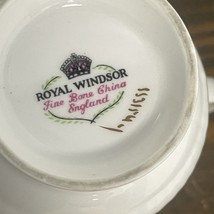 ROYAL WINDSOR
Fine Bone China
England